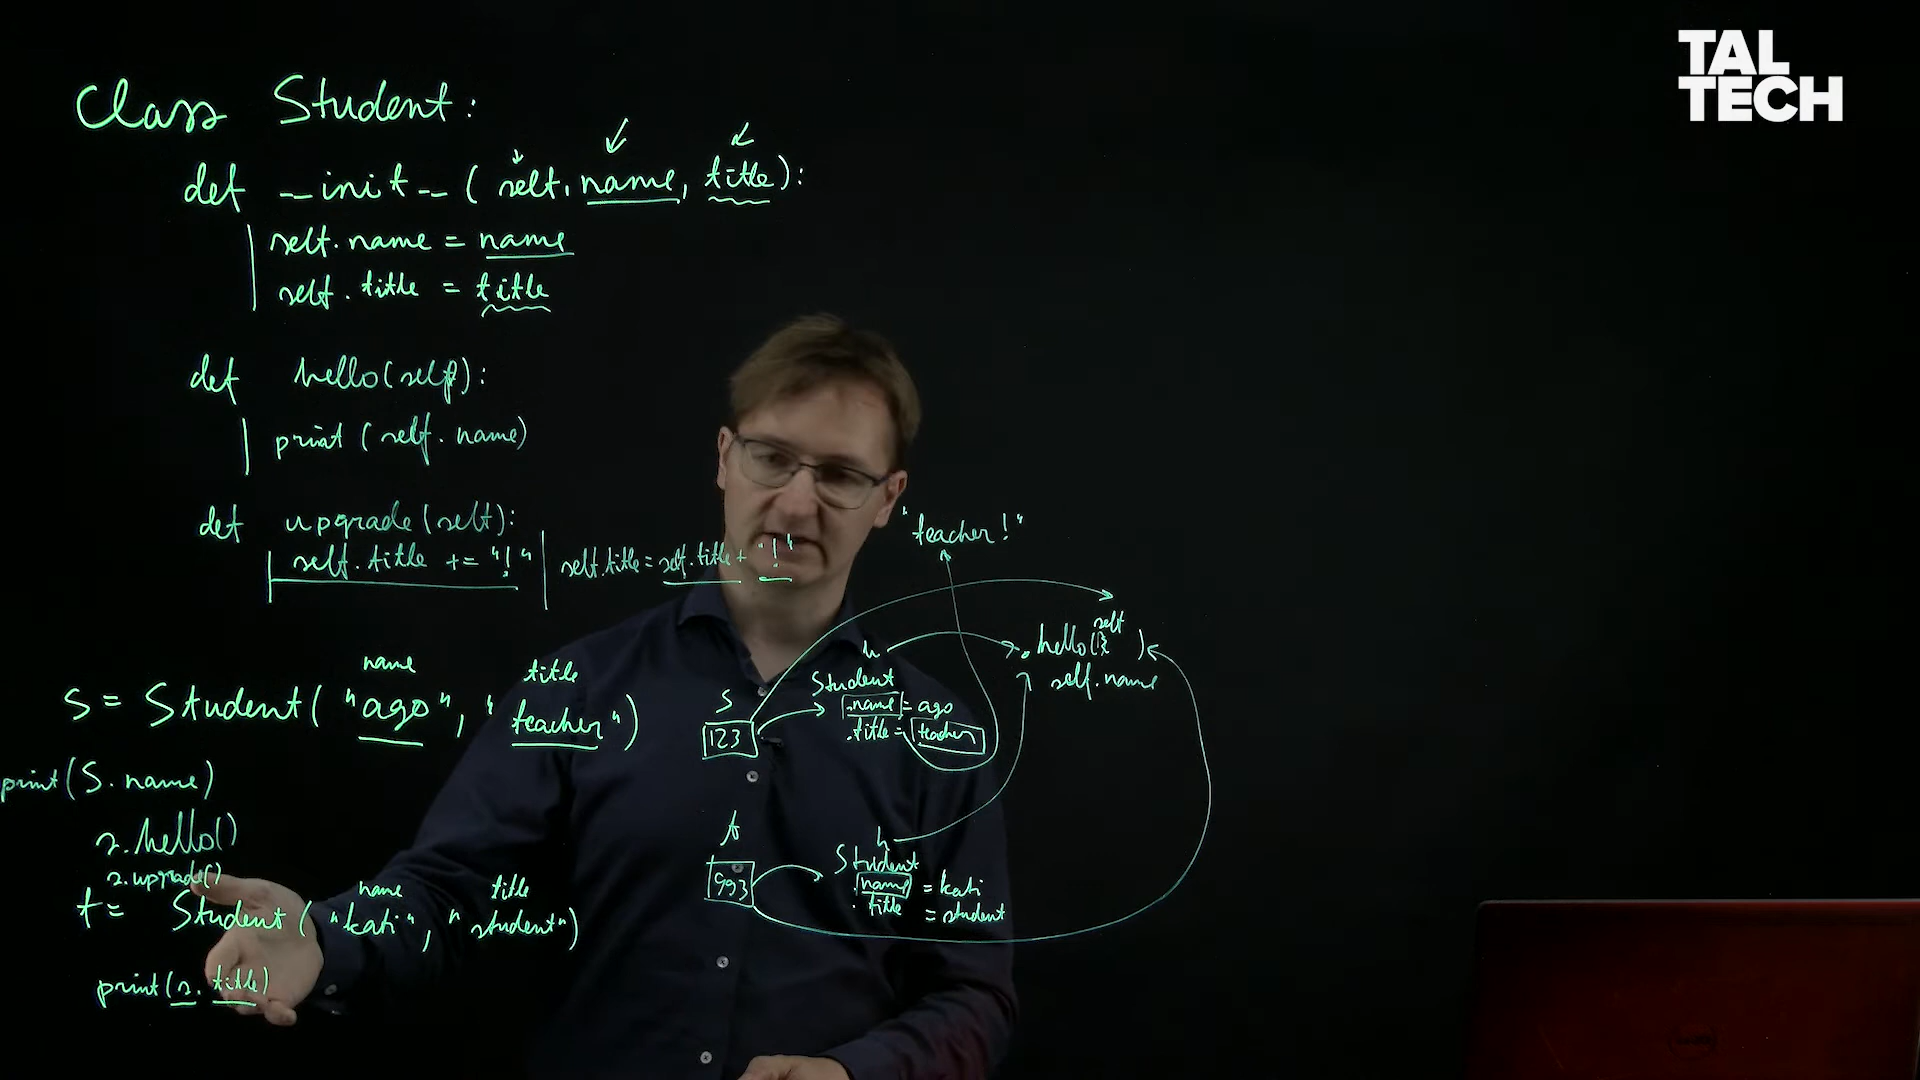 TAL
TECH
Class Student:
def _init_ (self, name, title):
self.name = name
self.title = title
def hello(self):
print (self.name)
def upgrade(self):
self.title += "!"
self.title = self.title + "!"
"teacher!"
name title
s = Student( "ago", "teacher")
print(s.name)
s.hello()
s.upgrade()
name title
t = Student( "kati", "student")
print(s.title)
s
123
h
Student
.name = ago
.title = teacher
self
.hello( )
self.name
t
993
h
Student
.name = kati
.title = student